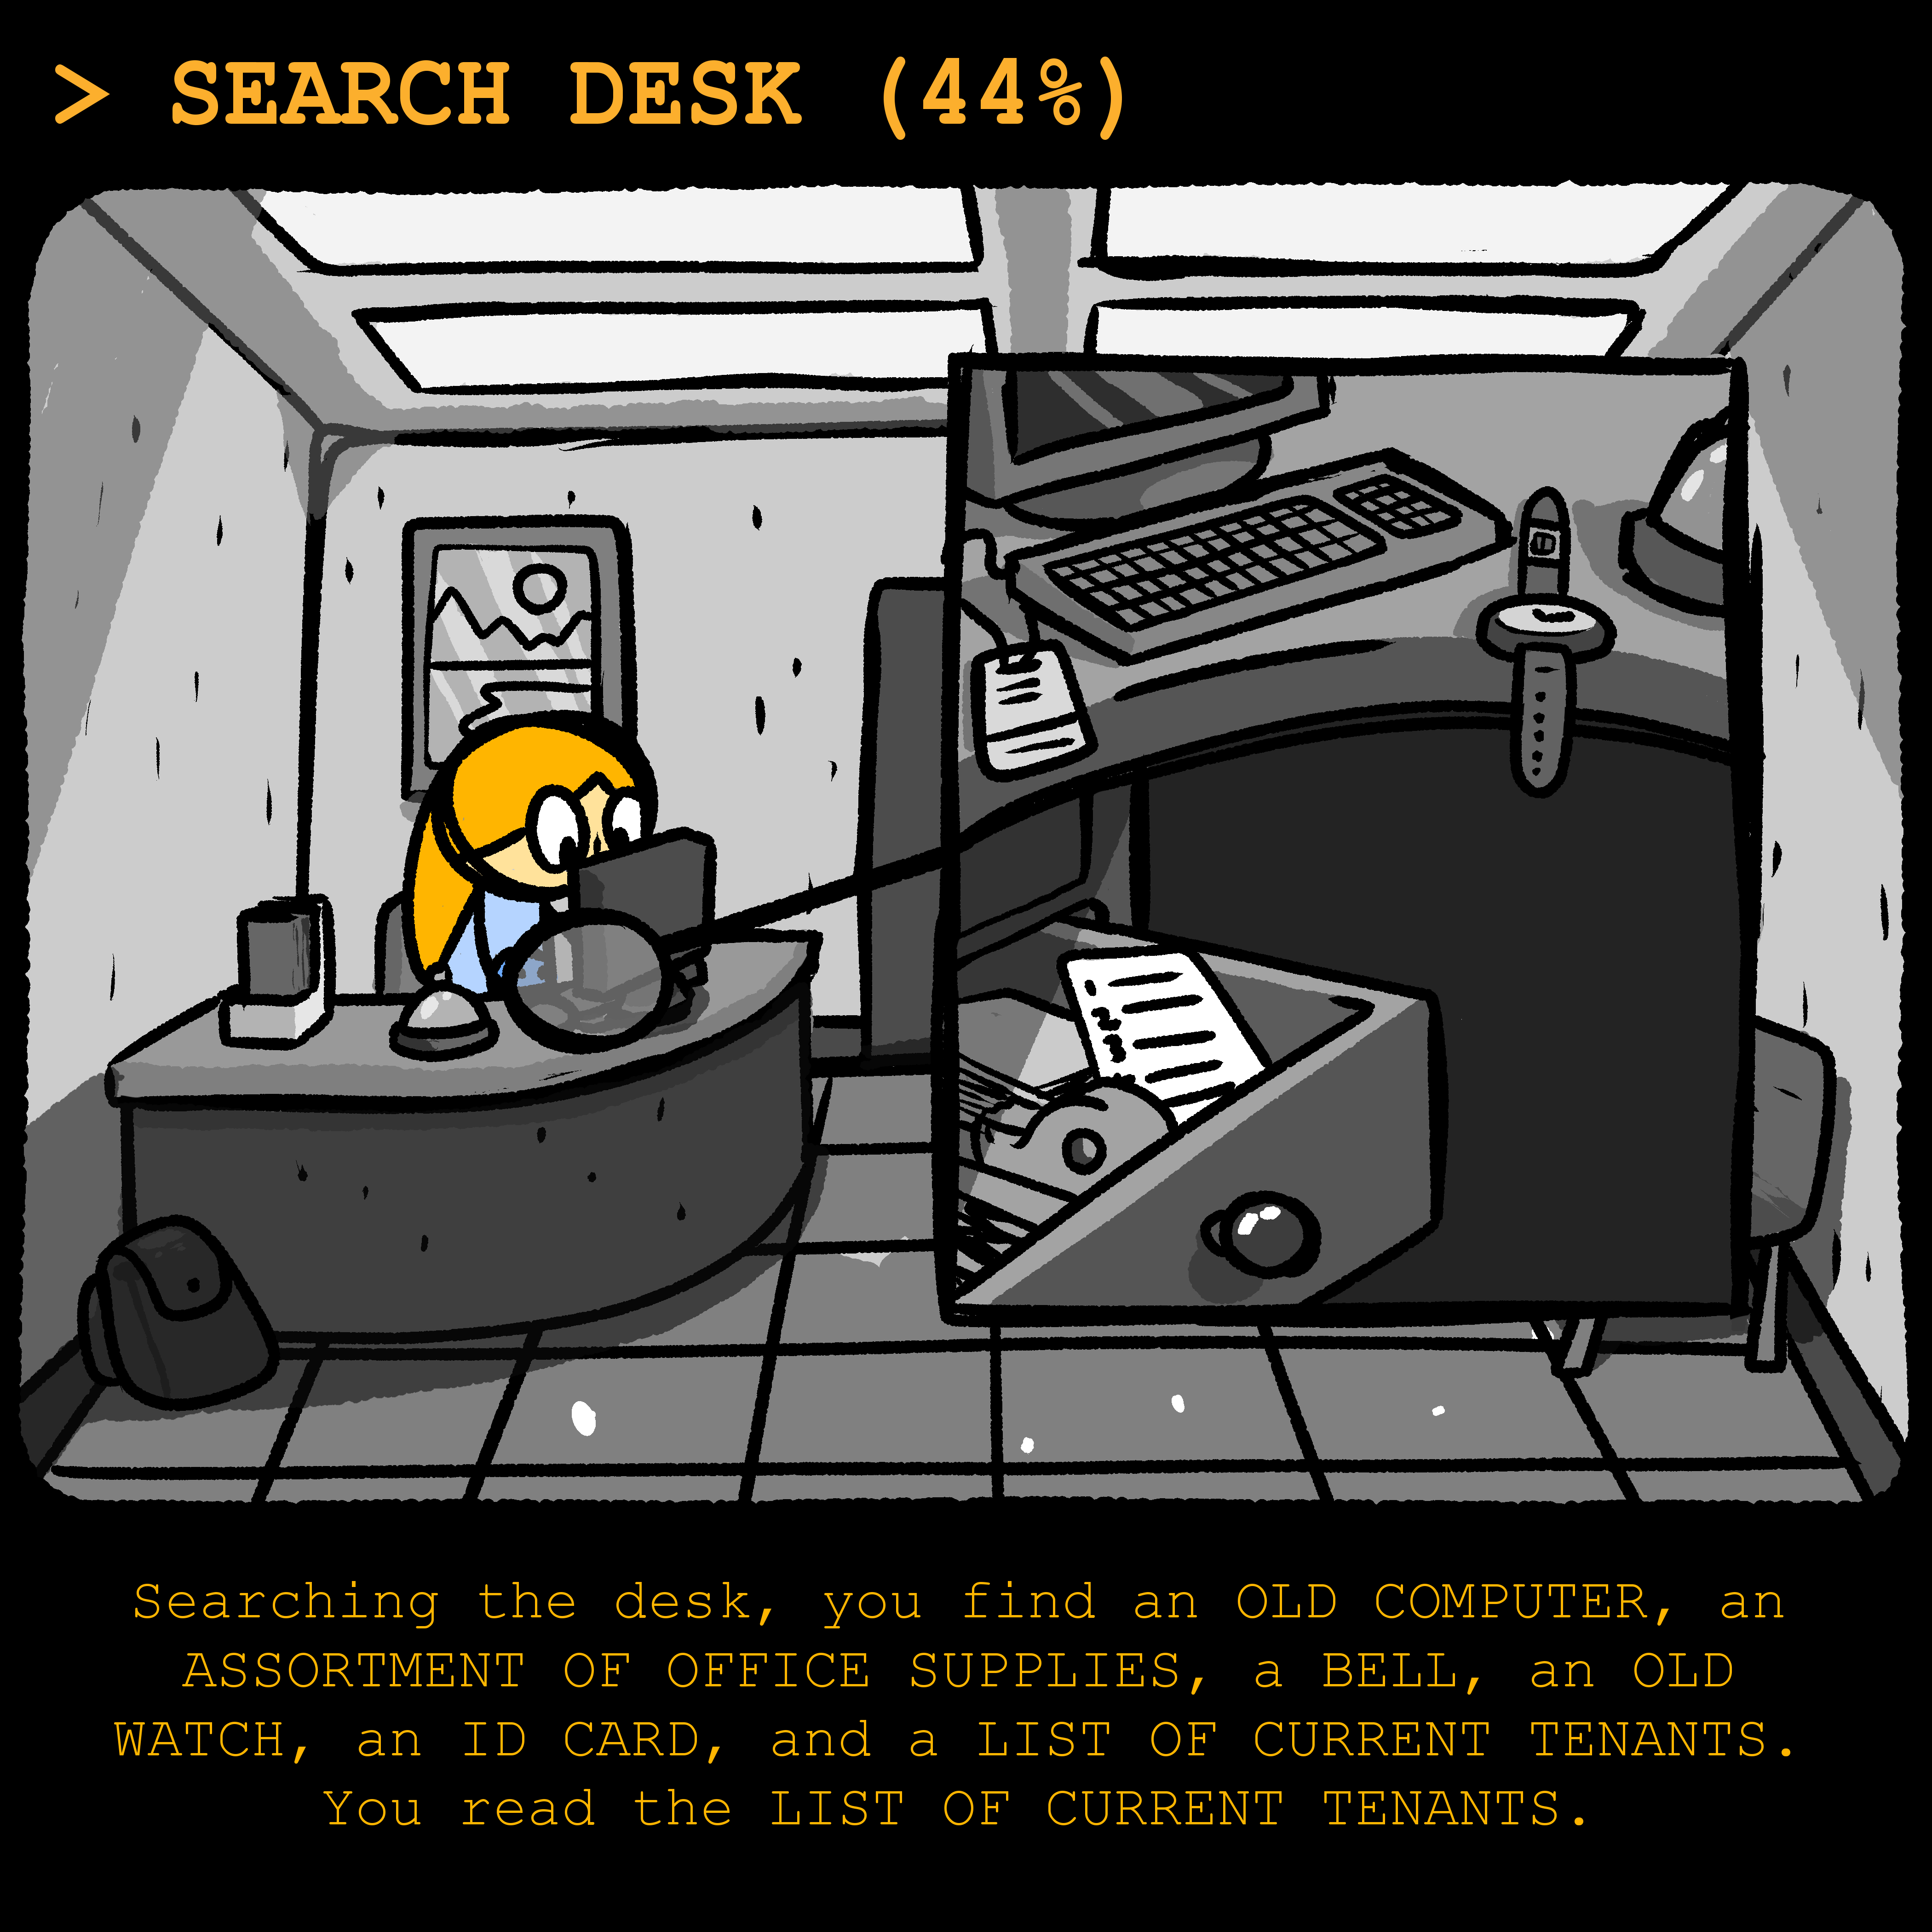 > SEARCH DESK (44%)
Searching the desk, you find an OLD COMPUTER, an
ASSORTMENT OF OFFICE SUPPLIES, a BELL, an OLD
WATCH, an ID CARD, and a LIST OF CURRENT TENANTS.
You read the LIST OF CURRENT TENANTS.